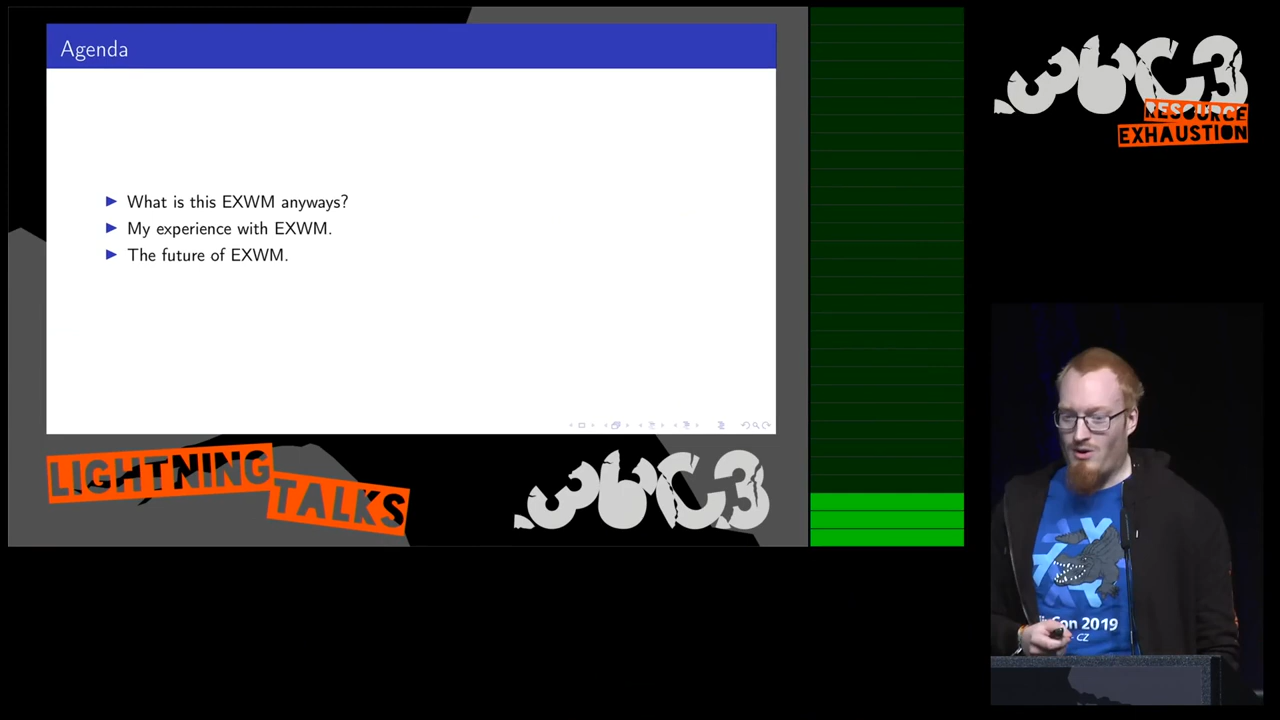 Agenda
What is this EXWM anyways?
My experience with EXWM.
The future of EXWM.
LIGHTNING
TALKS
36C3
36C3
RESOURCE
EXHAUSTION
Con 2019
CZ